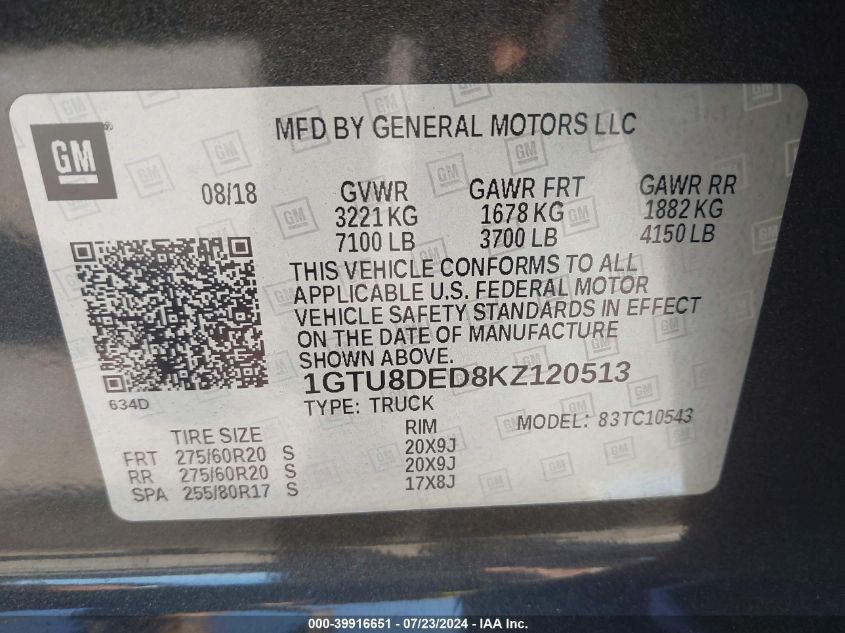 GM
MFD BY GENERAL MOTORS LLC
08/18
GVWR GAWR FRT GAWR RR
3221 KG 1678 KG 1882 KG
7100 LB 3700 LB 4150 LB
THIS VEHICLE CONFORMS TO ALL
APPLICABLE U.S. FEDERAL MOTOR
VEHICLE SAFETY STANDARDS IN EFFECT
ON THE DATE OF MANUFACTURE
SHOWN ABOVE.
1GTU8DED8KZ120513
634D
TYPE: TRUCK MODEL: 83TC10543
TIRE SIZE RIM
FRT 275/60R20 S 20X9J
RR 275/60R20 S 20X9J
SPA 255/80R17 S 17X8J
000-39916651 - 07/23/2024 - IAA Inc.